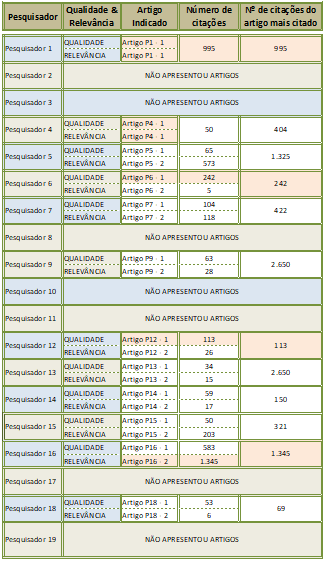 Pesquisador Qualidade & Relevância Artigo Indicado Número de citações Nº de citações do artigo mais citado
Pesquisador 1 QUALIDADE Artigo P1 - 1 995 995
RELEVÂNCIA Artigo P1 - 1
Pesquisador 2 NÃO APRESENTOU ARTIGOS
Pesquisador 3 NÃO APRESENTOU ARTIGOS
Pesquisador 4 QUALIDADE Artigo P4 - 1 50 404
RELEVÂNCIA Artigo P4 - 1
Pesquisador 5 QUALIDADE Artigo P5 - 1 65 1.325
RELEVÂNCIA Artigo P5 - 2 573
Pesquisador 6 QUALIDADE Artigo P6 - 1 242 242
RELEVÂNCIA Artigo P6 - 2 5
Pesquisador 7 QUALIDADE Artigo P7 - 1 104 422
RELEVÂNCIA Artigo P7 - 2 118
Pesquisador 8 NÃO APRESENTOU ARTIGOS
Pesquisador 9 QUALIDADE Artigo P9 - 1 63 2.650
RELEVÂNCIA Artigo P9 - 2 28
Pesquisador 10 NÃO APRESENTOU ARTIGOS
Pesquisador 11 NÃO APRESENTOU ARTIGOS
Pesquisador 12 QUALIDADE Artigo P12 - 1 113 113
RELEVÂNCIA Artigo P12 - 2 26
Pesquisador 13 QUALIDADE Artigo P13 - 1 34 2.650
RELEVÂNCIA Artigo P13 - 2 15
Pesquisador 14 QUALIDADE Artigo P14 - 1 59 150
RELEVÂNCIA Artigo P14 - 2 17
Pesquisador 15 QUALIDADE Artigo P15 - 1 50 321
RELEVÂNCIA Artigo P15 - 2 203
Pesquisador 16 QUALIDADE Artigo P16 - 1 583 1.345
RELEVÂNCIA Artigo P16 - 2 1.345
Pesquisador 17 NÃO APRESENTOU ARTIGOS
Pesquisador 18 QUALIDADE Artigo P18 - 1 53 69
RELEVÂNCIA Artigo P18 - 2 6
Pesquisador 19 NÃO APRESENTOU ARTIGOS